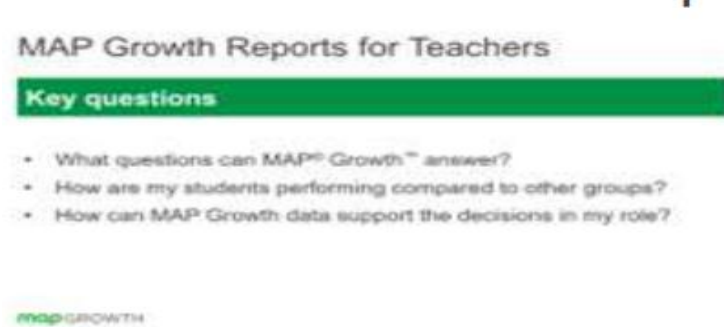 MAP Growth Reports for Teachers
Key questions
• What questions can MAP® Growth™ answer?
• How are my students performing compared to other groups?
• How can MAP Growth data support the decisions in my role?
map GROWTH